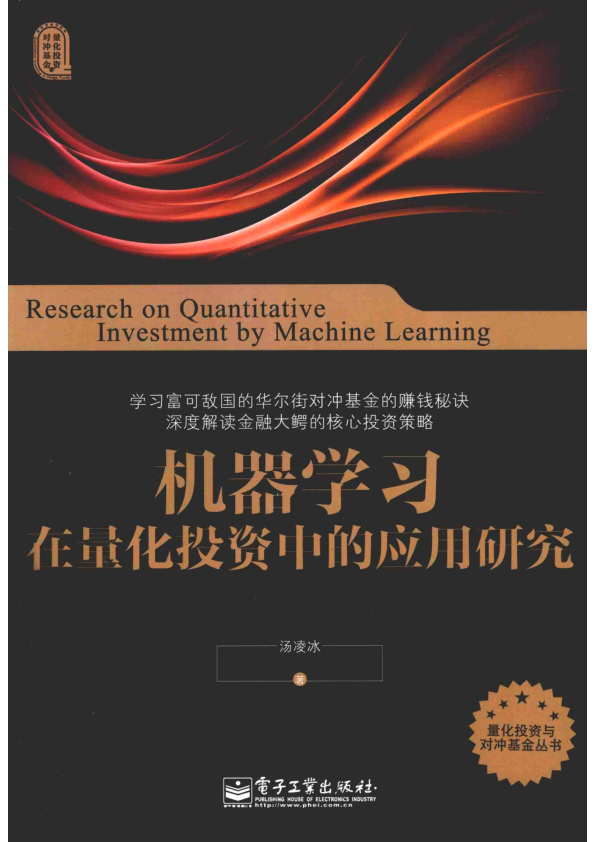 量化投资
对冲基金
Research on Quantitative
Investment by Machine Learning
学习富可敌国的华尔街对冲基金的赚钱秘诀
深度解读金融大鳄的核心投资策略
机器学习
在量化投资中的应用研究
汤凌冰
著
量化投资与
对冲基金丛书
電子工業出版社
PUBLISHING HOUSE OF ELECTRONICS INDUSTRY
http://www.phei.com.cn